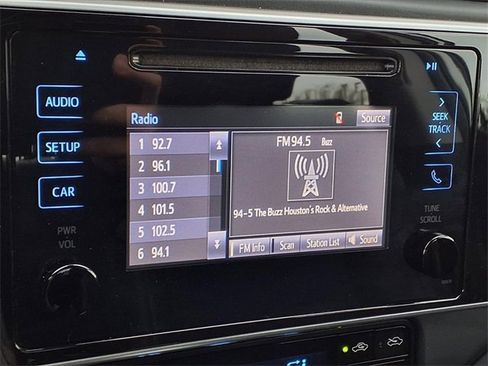 AUDIO
SETUP
CAR
PWR
VOL
Radio
Source
1 92.7
2 96.1
3 100.7
4 101.5
5 102.5
6 94.1
FM 94.5 Buzz
94-5 The Buzz Houston's Rock & Alternative
FM Info
Scan
Station List
Sound
SEEK
TRACK
TUNE
SCROLL